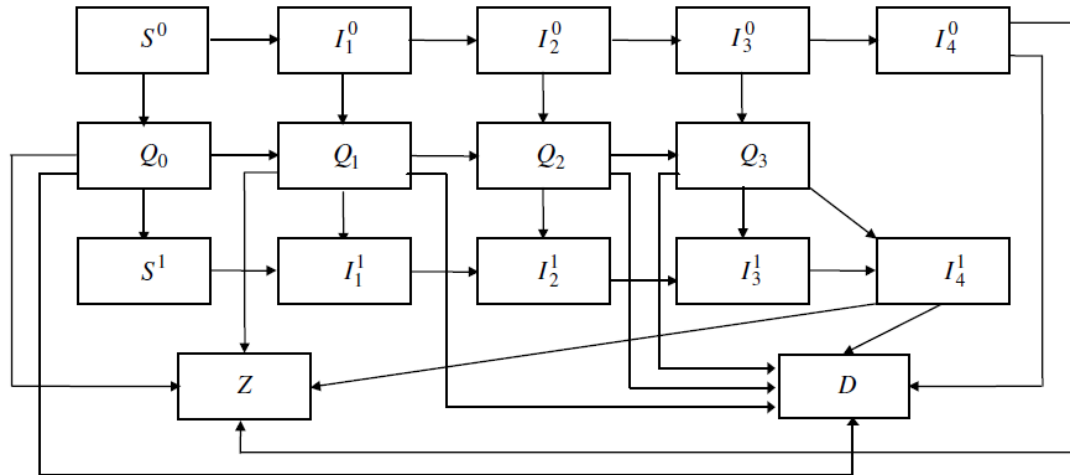 S^0 I_1^0 I_2^0 I_3^0 I_4^0
Q_0 Q_1 Q_2 Q_3
S^1 I_1^1 I_2^1 I_3^1 I_4^1
Z D